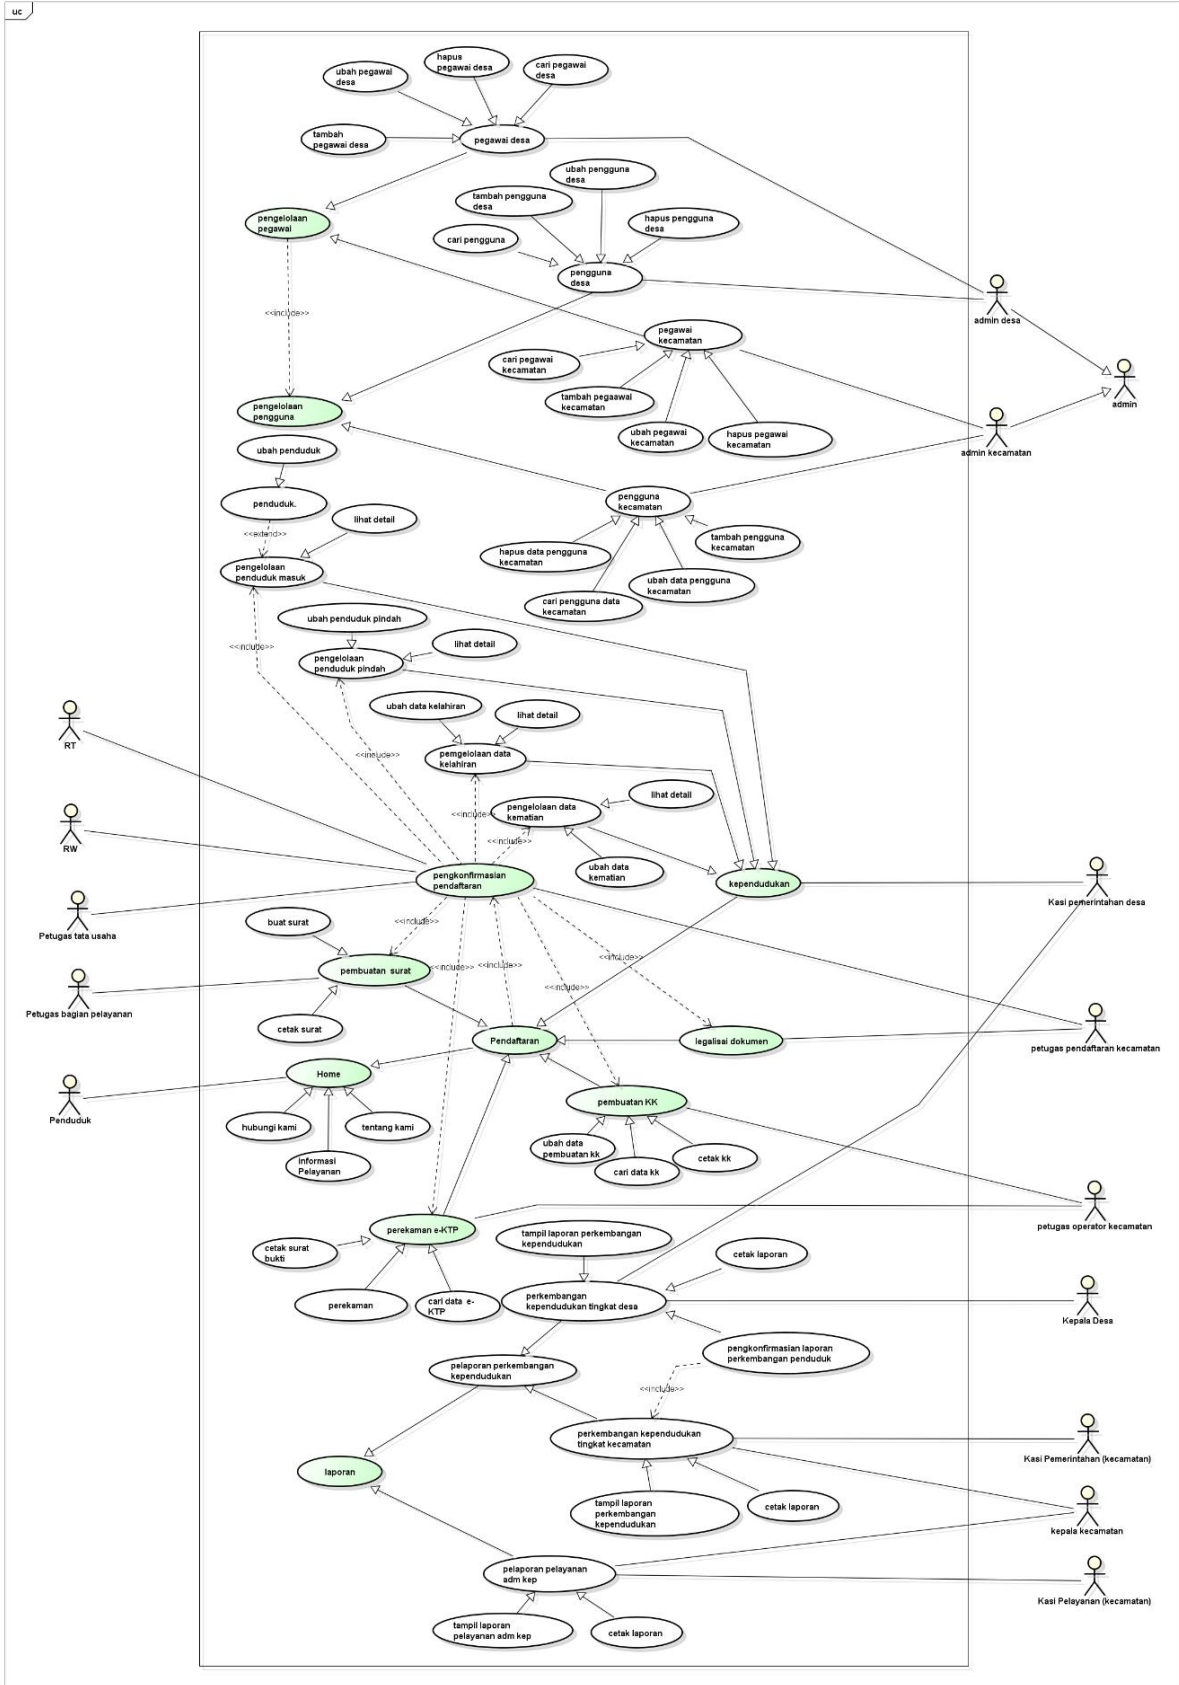 uc
hapus
pegawai desa
ubah pegawai
desa
cari pegawai
desa
tambah
pegawai desa
pegawai desa
ubah pengguna
desa
tambah pengguna
desa
hapus pengguna
desa
pengelolaan
pegawai
cari pengguna
pengguna
desa
<<include>>
admin desa
pegawai
kecamatan
cari pegawai
kecamatan
admin
tambah pegaawai
kecamatan
pengelolaan
pengguna
ubah pegawai
kecamatan
hapus pegawai
kecamatan
admin kecamatan
ubah penduduk
penduduk.
pengguna
kecamatan
lihat detail
<<extend>>
tambah pengguna
kecamatan
hapus data pengguna
kecamatan
pengelolaan
penduduk masuk
ubah data pengguna
kecamatan
cari pengguna data
kecamatan
ubah penduduk pindah
<<include>>
lihat detail
pengelolaan
penduduk pindah
ubah data kelahiran
lihat detail
RT
<<include>>
pemgelolaan data
kelahiran
lihat detail
pengelolaan data
kematian
<<include>>
RW
<<include>>
ubah data
kematian
pengkonfirmasian
pendaftaran
kependudukan
Kasi pemerintahan desa
Petugas tata usaha
buat surat
<<include>>
pembuatan surat
<<include>>
<<include>>
<<include>>
<<include>>
Petugas bagian pelayanan
cetak surat
Pendaftaran
legalisai dokumen
petugas pendaftaran kecamatan
Home
Penduduk
pembuatan KK
hubungi kami
tentang kami
informasi
Pelayanan
ubah data
pembuatan kk
cetak kk
cari data kk
perekaman e-KTP
petugas operator kecamatan
tampil laporan perkembangan
kependudukan
cetak surat
bukti
cetak laporan
perekaman
cari data e-
KTP
perkembangan
kependudukan tingkat desa
Kepala Desa
pengkonfirmasian laporan
perkembangan penduduk
pelaporan perkembangan
kependudukan
<<include>>
perkembangan kependudukan
tingkat kecamatan
Kasi Pemerintahan (kecamatan)
laporan
tampil laporan
perkembangan
kependudukan
cetak laporan
kepala kecamatan
pelaporan pelayanan
adm kep
Kasi Pelayanan (kecamatan)
tampil laporan
pelayanan adm kep
cetak laporan